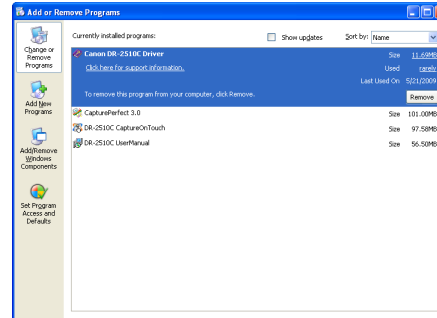 Add or Remove Programs
Change or
Remove
Programs
Add New
Programs
Add/Remove
Windows
Components
Set Program
Access and
Defaults
Currently installed programs:
Show updates
Sort by: Name
Canon DR-2510C Driver Size 11.69MB
Click here for support information. Used rarely
Last Used On 5/21/2009
To remove this program from your computer, click Remove. Remove
CapturePerfect 3.0 Size 101.00MB
DR-2510C CaptureOnTouch Size 97.58MB
DR-2510C UserManual Size 56.50MB